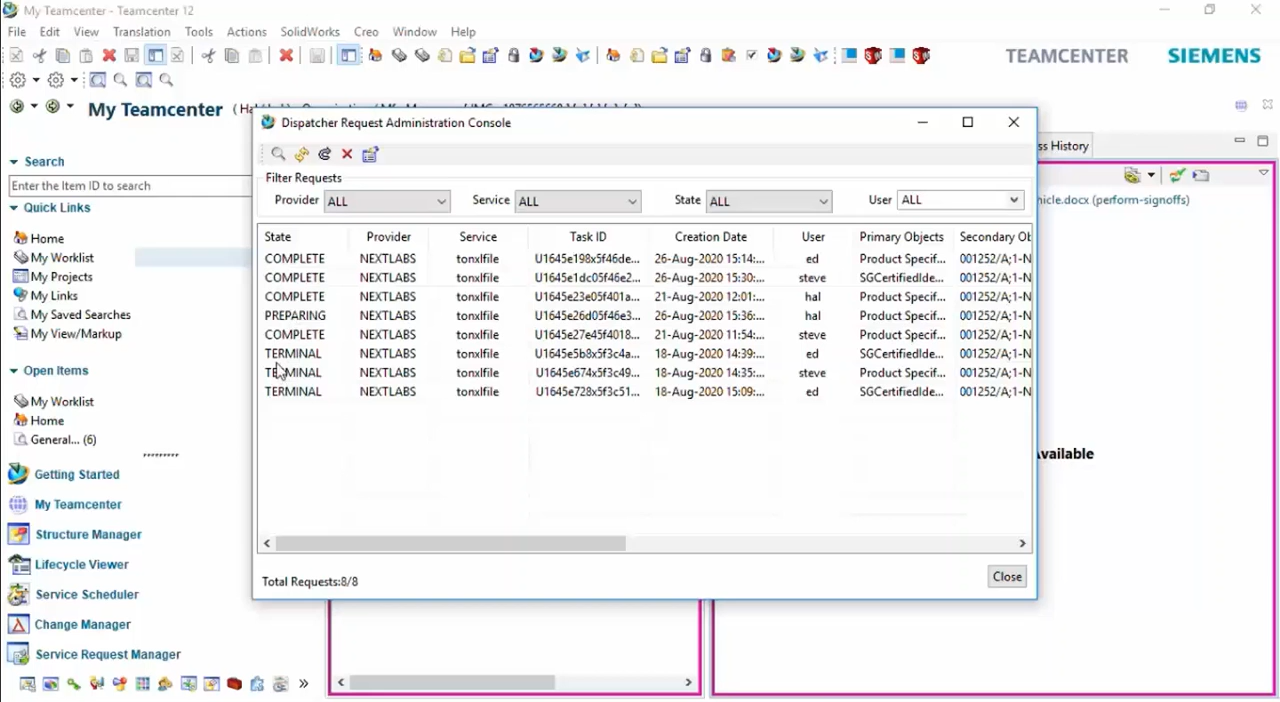 My Teamcenter - Teamcenter 12
File Edit View Translation Tools Actions SolidWorks Creo Window Help
TEAMCENTER SIEMENS
My Teamcenter
Dispatcher Request Administration Console
ss History
Search
Enter the Item ID to search
Quick Links
Home
My Worklist
My Projects
My Links
My Saved Searches
My View/Markup
Open Items
My Worklist
Home
General... (6)
Getting Started
My Teamcenter
Structure Manager
Lifecycle Viewer
Service Scheduler
Change Manager
Service Request Manager
Filter Requests
Provider ALL Service ALL State ALL User ALL
State Provider Service Task ID Creation Date User Primary Objects Secondary Ob
COMPLETE NEXTLABS tonxlfile U1645e198x5f46de... 26-Aug-2020 15:14:... ed Product Specif... 001252/A;1-N
COMPLETE NEXTLABS tonxlfile U1645e1dc05f46e2... 26-Aug-2020 15:30:... steve SGCertifiedIde... 001252/A;1-N
COMPLETE NEXTLABS tonxlfile U1645e23e05f401a... 21-Aug-2020 12:01:... hal Product Specif... 001252/A;1-N
PREPARING NEXTLABS tonxlfile U1645e26d05f46e3... 26-Aug-2020 15:36:... hal Product Specif... 001252/A;1-N
COMPLETE NEXTLABS tonxlfile U1645e27e45f4018... 21-Aug-2020 11:54:... steve Product Specif... 001252/A;1-N
TERMINAL NEXTLABS tonxlfile U1645e5b8x5f3c4a... 18-Aug-2020 14:39:... ed SGCertifiedIde... 001252/A;1-N
TERMINAL NEXTLABS tonxlfile U1645e674x5f3c49... 18-Aug-2020 14:35:... steve Product Specif... 001252/A;1-N
TERMINAL NEXTLABS tonxlfile U1645e728x5f3c51... 18-Aug-2020 15:09:... ed SGCertifiedIde... 001252/A;1-N
Total Requests:8/8
Close
hicle.docx (perform-signoffs)
Available